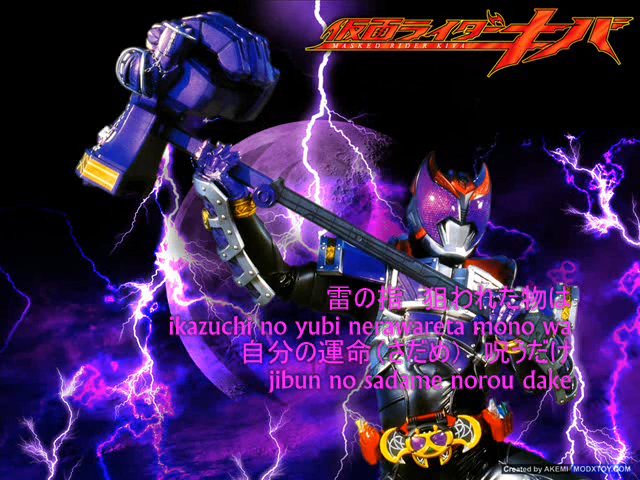 仮面ライダーキバ
MASKED RIDER KIVA
雷の指　狙われた物は
ikazuchi no yubi nerawareta mono wa
自分の運命(さだめ)　呪うだけ
jibun no sadame norou dake
Created by AKEMI MODXTOY.COM